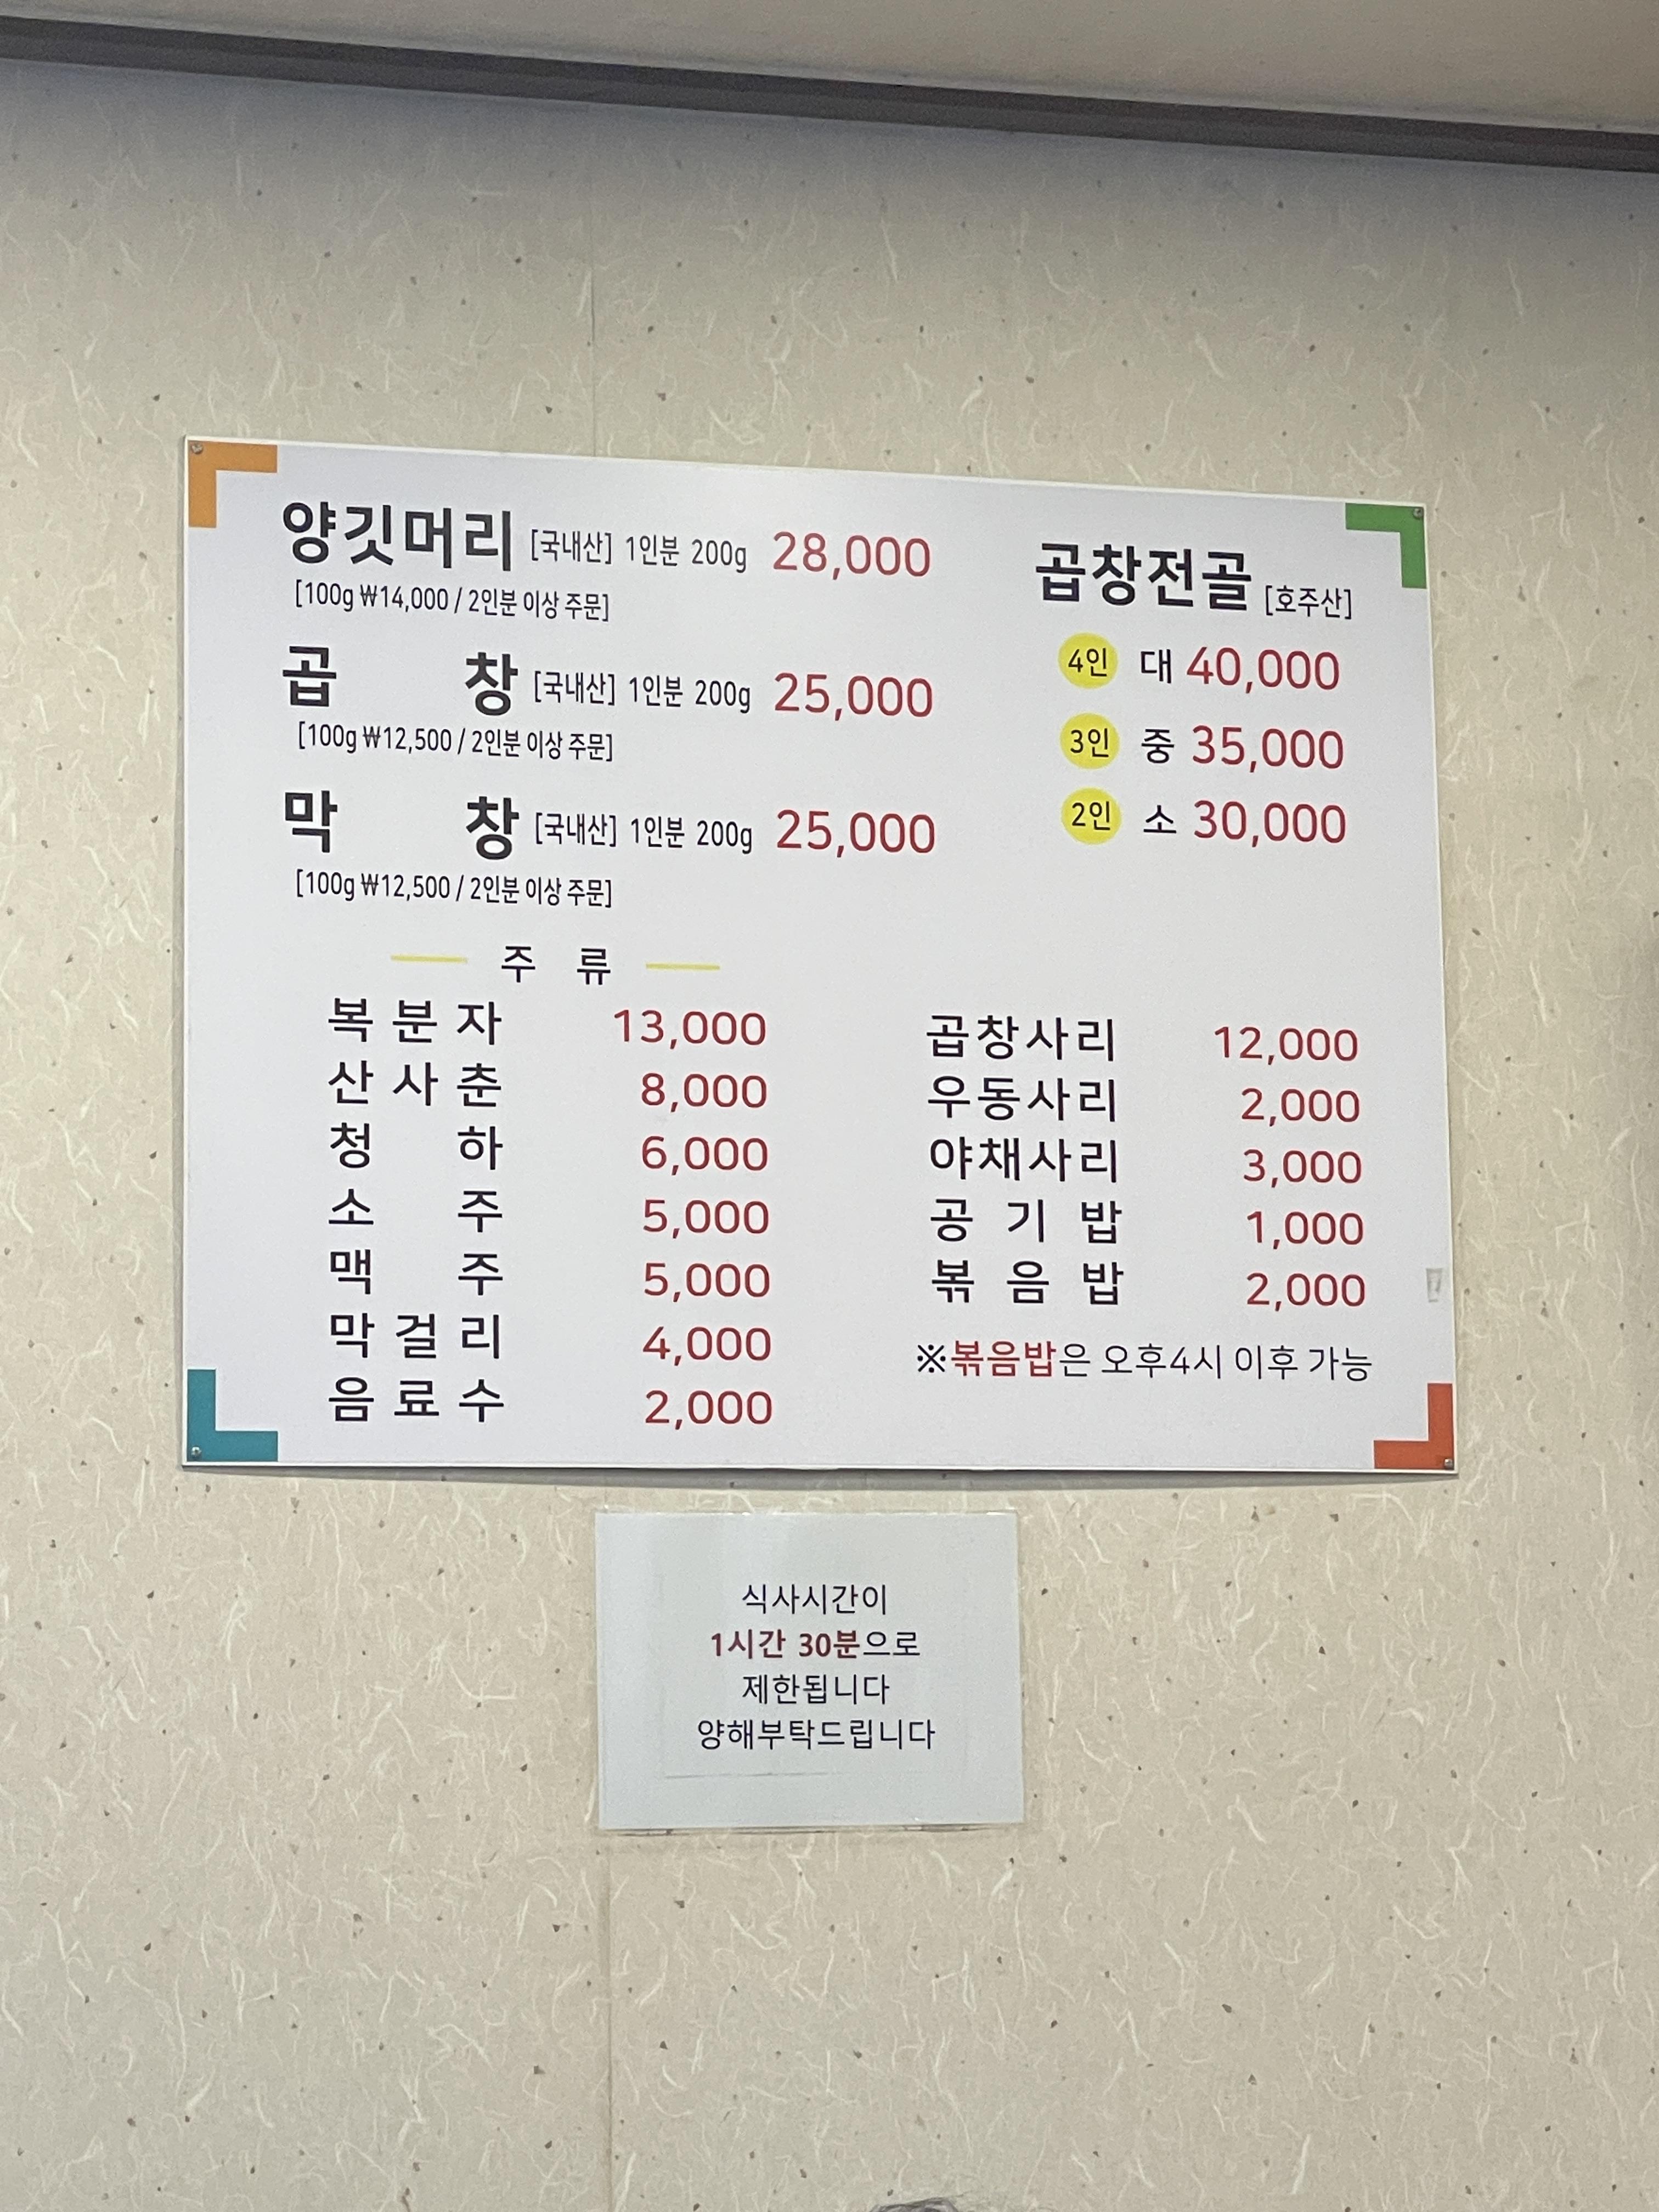 양깃머리 [국내산] 1인분 200g 28,000
[100g ₩14,000 / 2인분 이상 주문]
곱 창 [국내산] 1인분 200g 25,000
[100g ₩12,500 / 2인분 이상 주문]
막 창 [국내산] 1인분 200g 25,000
[100g ₩12,500 / 2인분 이상 주문]
곱창전골 [호주산]
4인 대 40,000
3인 중 35,000
2인 소 30,000
주 류
복 분 자 13,000
산 사 춘 8,000
청 하 6,000
소 주 5,000
맥 주 5,000
막 걸 리 4,000
음 료 수 2,000
곱창사리 12,000
우동사리 2,000
야채사리 3,000
공 기 밥 1,000
볶 음 밥 2,000
※볶음밥은 오후4시 이후 가능
식사시간이
1시간 30분으로
제한됩니다
양해부탁드립니다